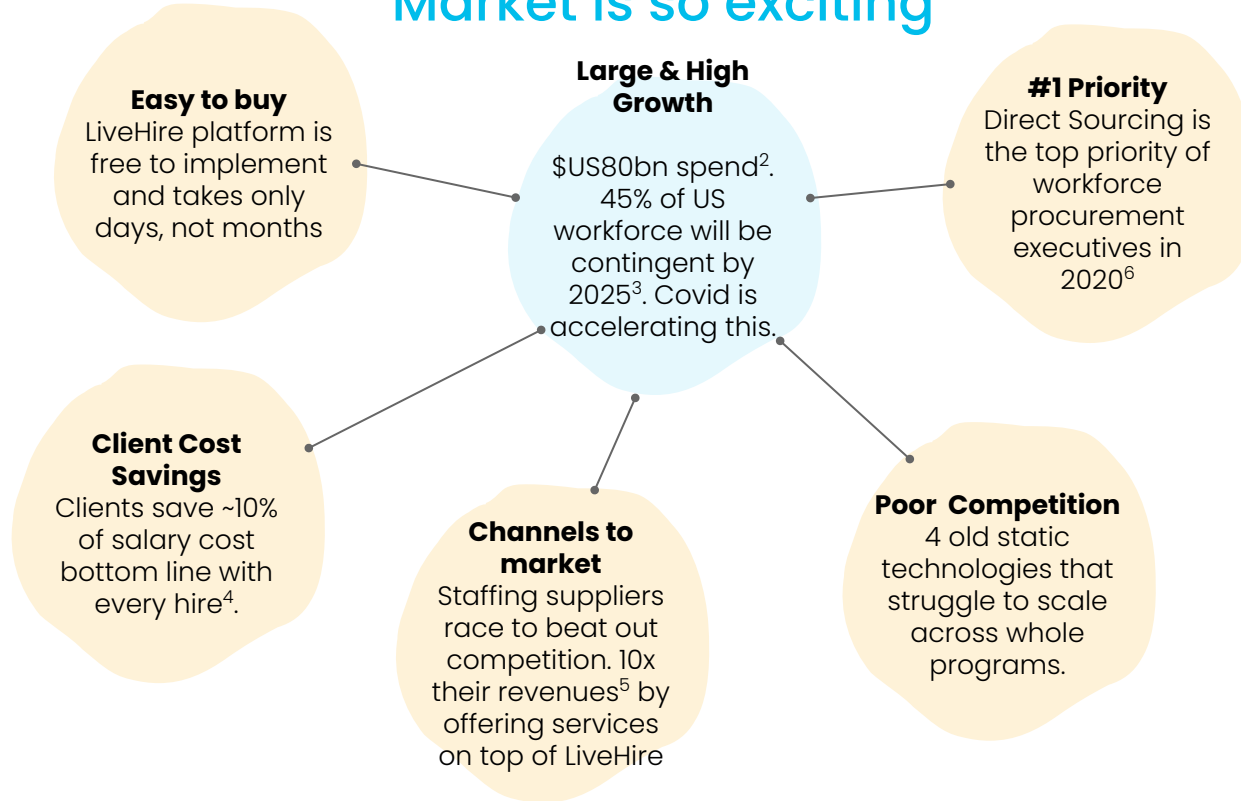 Market is so exciting
Easy to buy
LiveHire platform is
free to implement
and takes only
days, not months
Large & High
Growth
$US80bn spend².
45% of US
workforce will be
contingent by
2025³. Covid is
accelerating this.
#1 Priority
Direct Sourcing is
the top priority of
workforce
procurement
executives in
2020⁶
Client Cost
Savings
Clients save ~10%
of salary cost
bottom line with
every hire⁴.
Channels to
market
Staffing suppliers
race to beat out
competition. 10x
their revenues⁵ by
offering services
on top of LiveHire
Poor  Competition
4 old static
technologies that
struggle to scale
across whole
programs.